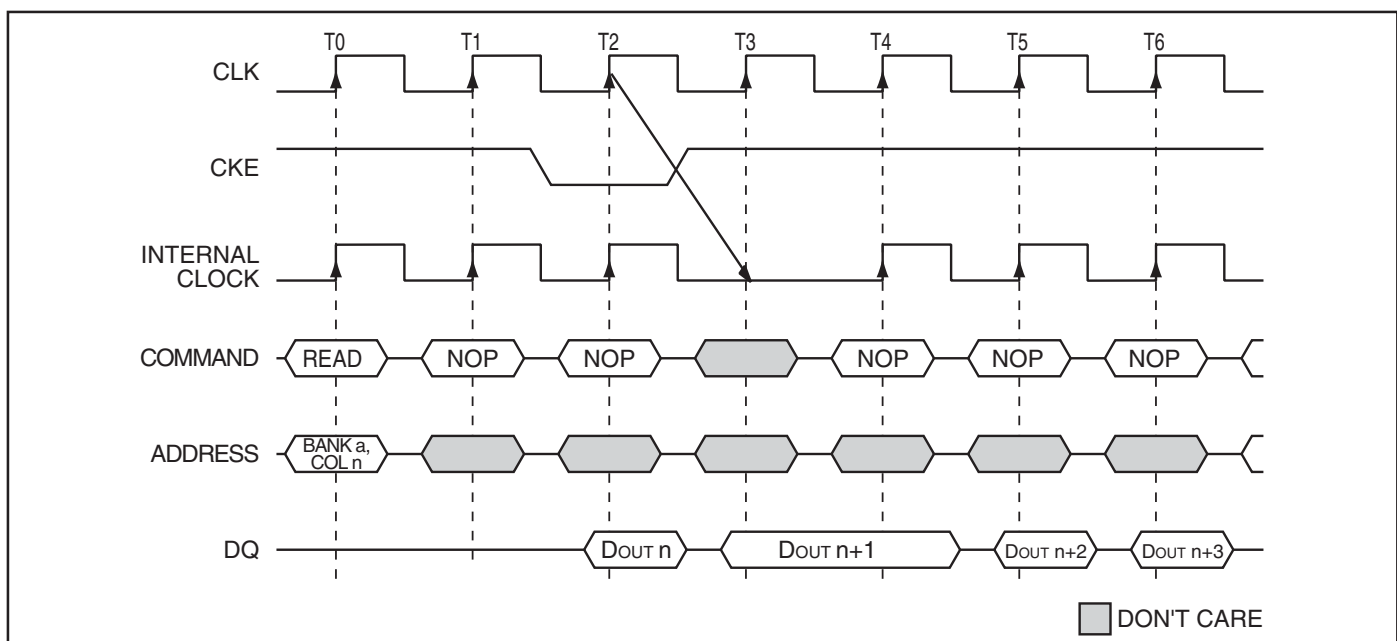 T0 T1 T2 T3 T4 T5 T6
CLK
CKE
INTERNAL
CLOCK
COMMAND READ NOP NOP NOP NOP NOP
ADDRESS BANK a,
COL n
DQ DOUT n DOUT n+1 DOUT n+2 DOUT n+3
DON'T CARE